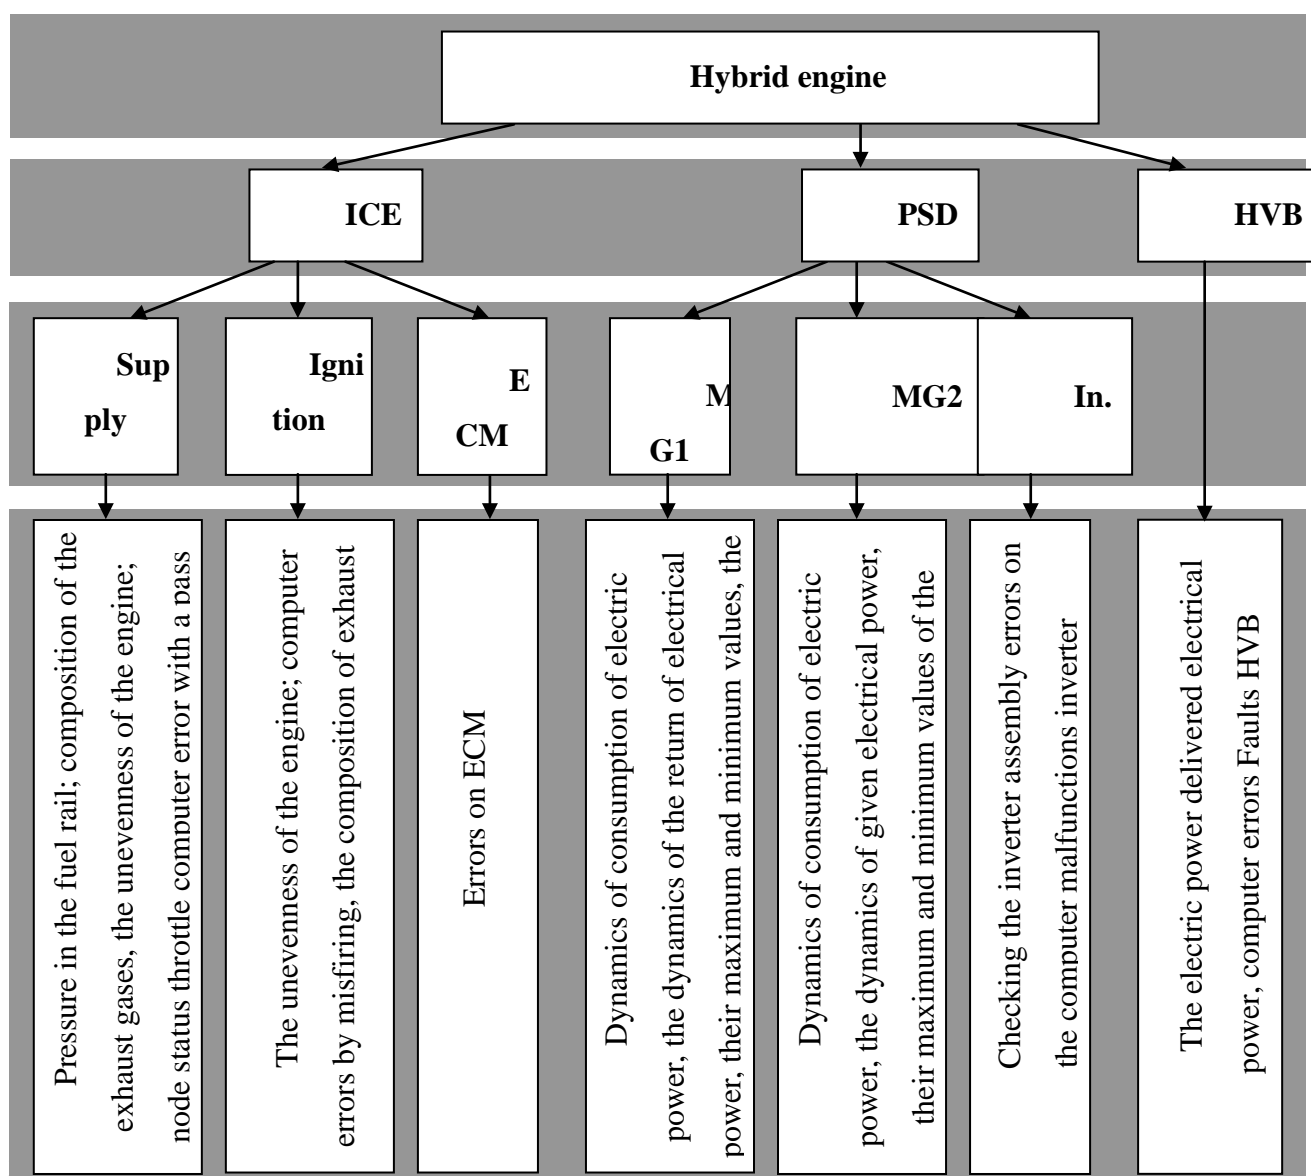 Hybrid engine
ICE
PSD
HVB
Sup
ply
Igni
tion
E
CM
M
G1
MG2
In.
Pressure in the fuel rail; composition of the
exhaust gases, the unevenness of the engine;
node status throttle computer error with a pass
The unevenness of the engine; computer
errors by misfiring, the composition of exhaust
Errors on ECM
Dynamics of consumption of electric
power, the dynamics of the return of electrical
power, their maximum and minimum values, the
Dynamics of consumption of electric
power, the dynamics of given electrical power,
their maximum and minimum values of the
Checking the inverter assembly errors on
the computer malfunctions inverter
The electric power delivered electrical
power, computer errors Faults HVB